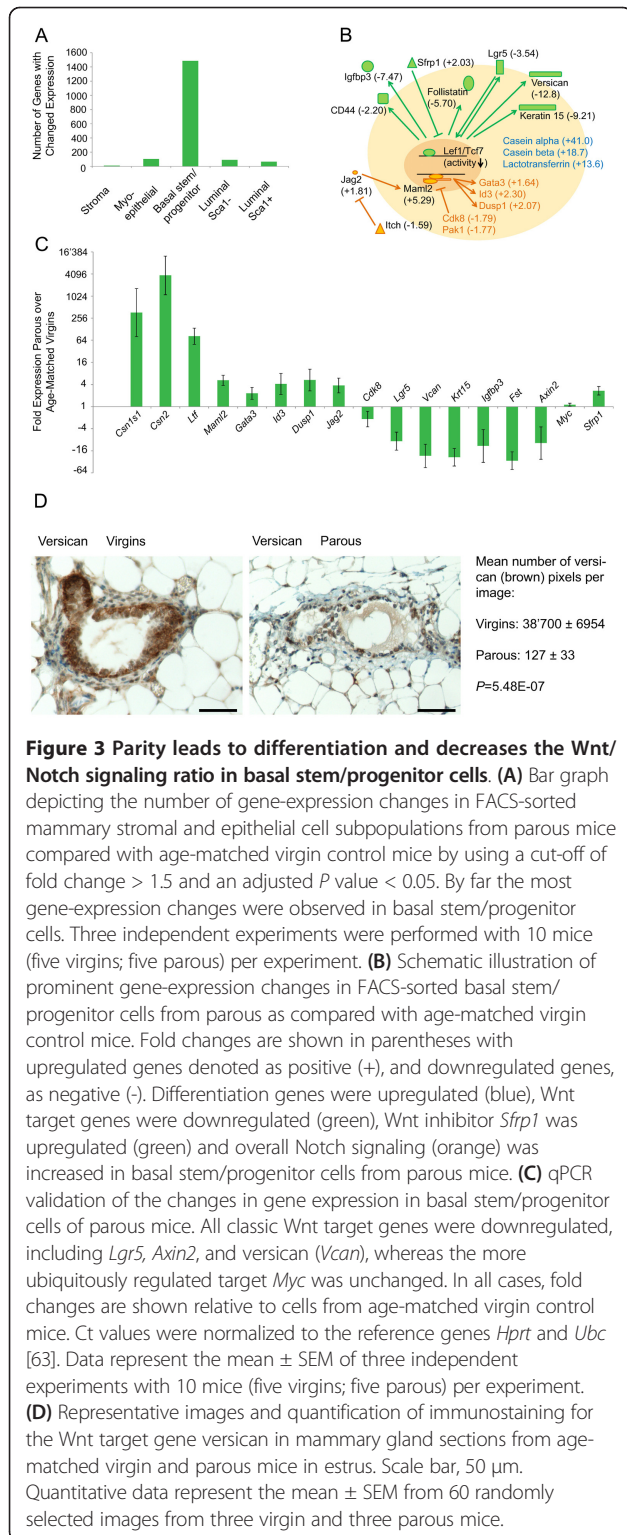 A
Number of Genes with
Changed Expression
1600
1400
1200
1000
800
600
400
200
0
Stroma
Myo-
epithelial
Basal stem/
progenitor
Luminal
Sca1-
Luminal
Sca1+
B
Igfbp3 (-7.47)
Sfrp1 (+2.03)
Lgr5 (-3.54)
CD44 (-2.20)
Follistatin
(-5.70)
Versican
(-12.8)
Keratin 15 (-9.21)
Lef1/Tcf7
(activity ↓)
Casein alpha (+41.0)
Casein beta (+18.7)
Lactotransferrin (+13.6)
Jag2
(+1.81)
Maml2
(+5.29)
Gata3 (+1.64)
Id3 (+2.30)
Dusp1 (+2.07)
Itch (-1.59)
Cdk8 (-1.79)
Pak1 (-1.77)
C
Fold Expression Parous over
Age-Matched Virgins
16'384
4096
1024
256
64
16
4
1
-4
-16
-64
Csn1s1
Csn2
Ltf
Maml2
Gata3
Id3
Dusp1
Jag2
Cdk8
Lgr5
Vcan
Krt15
Igfbp3
Fst
Axin2
Myc
Sfrp1
D
Versican Virgins
Versican Parous
Mean number of versi-
can (brown) pixels per
image:
Virgins: 38'700 ± 6954
Parous: 127 ± 33
P=5.48E-07
Figure 3 Parity leads to differentiation and decreases the Wnt/
Notch signaling ratio in basal stem/progenitor cells. (A) Bar graph
depicting the number of gene-expression changes in FACS-sorted
mammary stromal and epithelial cell subpopulations from parous mice
compared with age-matched virgin control mice by using a cut-off of
fold change > 1.5 and an adjusted P value < 0.05. By far the most
gene-expression changes were observed in basal stem/progenitor
cells. Three independent experiments were performed with 10 mice
(five virgins; five parous) per experiment. (B) Schematic illustration of
prominent gene-expression changes in FACS-sorted basal stem/
progenitor cells from parous as compared with age-matched virgin
control mice. Fold changes are shown in parentheses with
upregulated genes denoted as positive (+), and downregulated genes,
as negative (-). Differentiation genes were upregulated (blue), Wnt
target genes were downregulated (green), Wnt inhibitor Sfrp1 was
upregulated (green) and overall Notch signaling (orange) was
increased in basal stem/progenitor cells from parous mice. (C) qPCR
validation of the changes in gene expression in basal stem/progenitor
cells of parous mice. All classic Wnt target genes were downregulated,
including Lgr5, Axin2, and versican (Vcan), whereas the more
ubiquitously regulated target Myc was unchanged. In all cases, fold
changes are shown relative to cells from age-matched virgin control
mice. Ct values were normalized to the reference genes Hprt and Ubc
[63]. Data represent the mean ± SEM of three independent
experiments with 10 mice (five virgins; five parous) per experiment.
(D) Representative images and quantification of immunostaining for
the Wnt target gene versican in mammary gland sections from age-
matched virgin and parous mice in estrus. Scale bar, 50 μm.
Quantitative data represent the mean ± SEM from 60 randomly
selected images from three virgin and three parous mice.